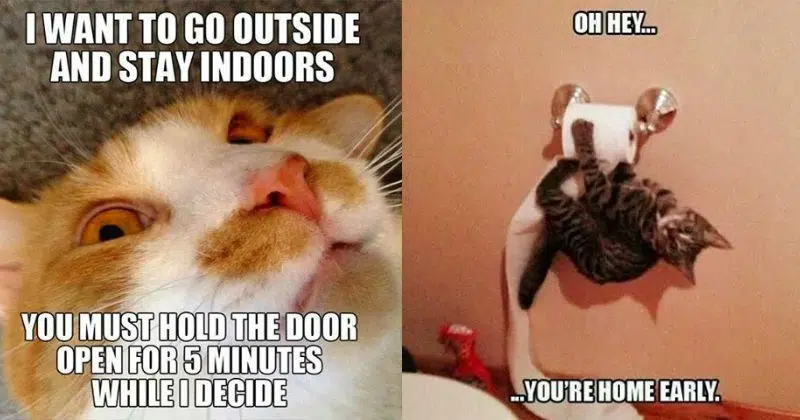 I WANT TO GO OUTSIDE
AND STAY INDOORS
YOU MUST HOLD THE DOOR
OPEN FOR 5 MINUTES
WHILE I DECIDE
OH HEY...
...YOU'RE HOME EARLY.